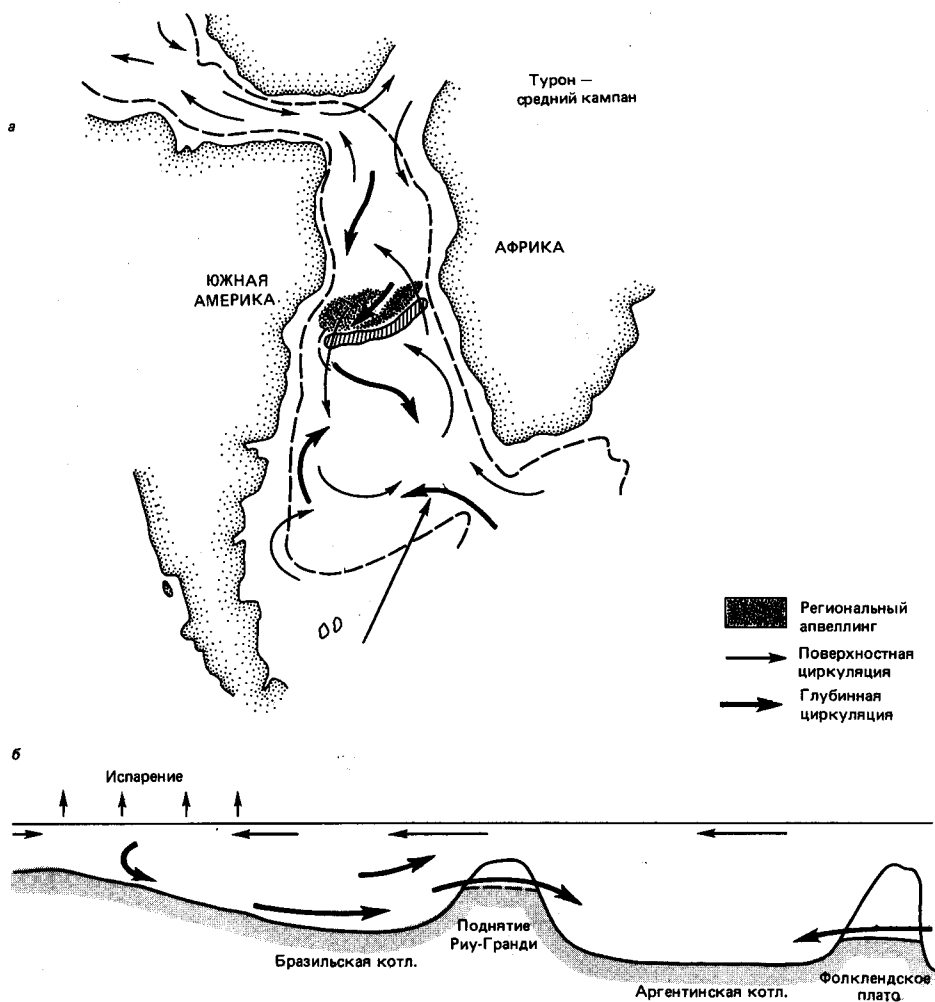 Турон —
средний кампан
а
АФРИКА
ЮЖНАЯ
АМЕРИКА
Региональный
апвеллинг
Поверхностная
циркуляция
Глубинная
циркуляция
б
Испарение
Поднятие
Риу-Гранди
Бразильская котл.
Аргентинская котл.
Фолклендское
плато